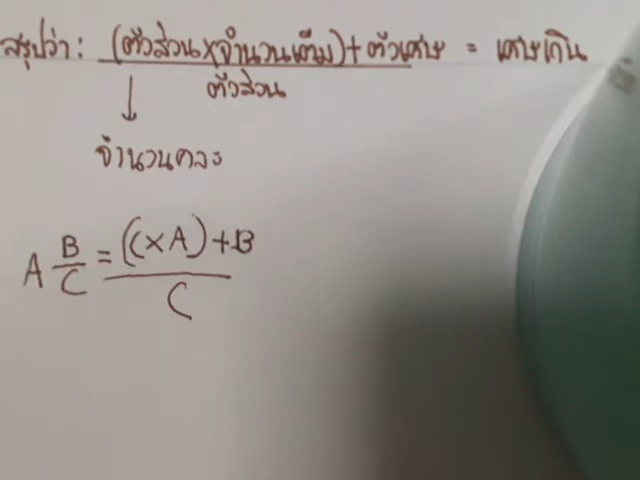 สรุปว่า: (ตัวส่วน×จำนวนเต็ม)+ตัวเศษ = เศษเกิน
ตัวส่วน
↓
จำนวนคละ
A B/C = ((C×A)+B)/C